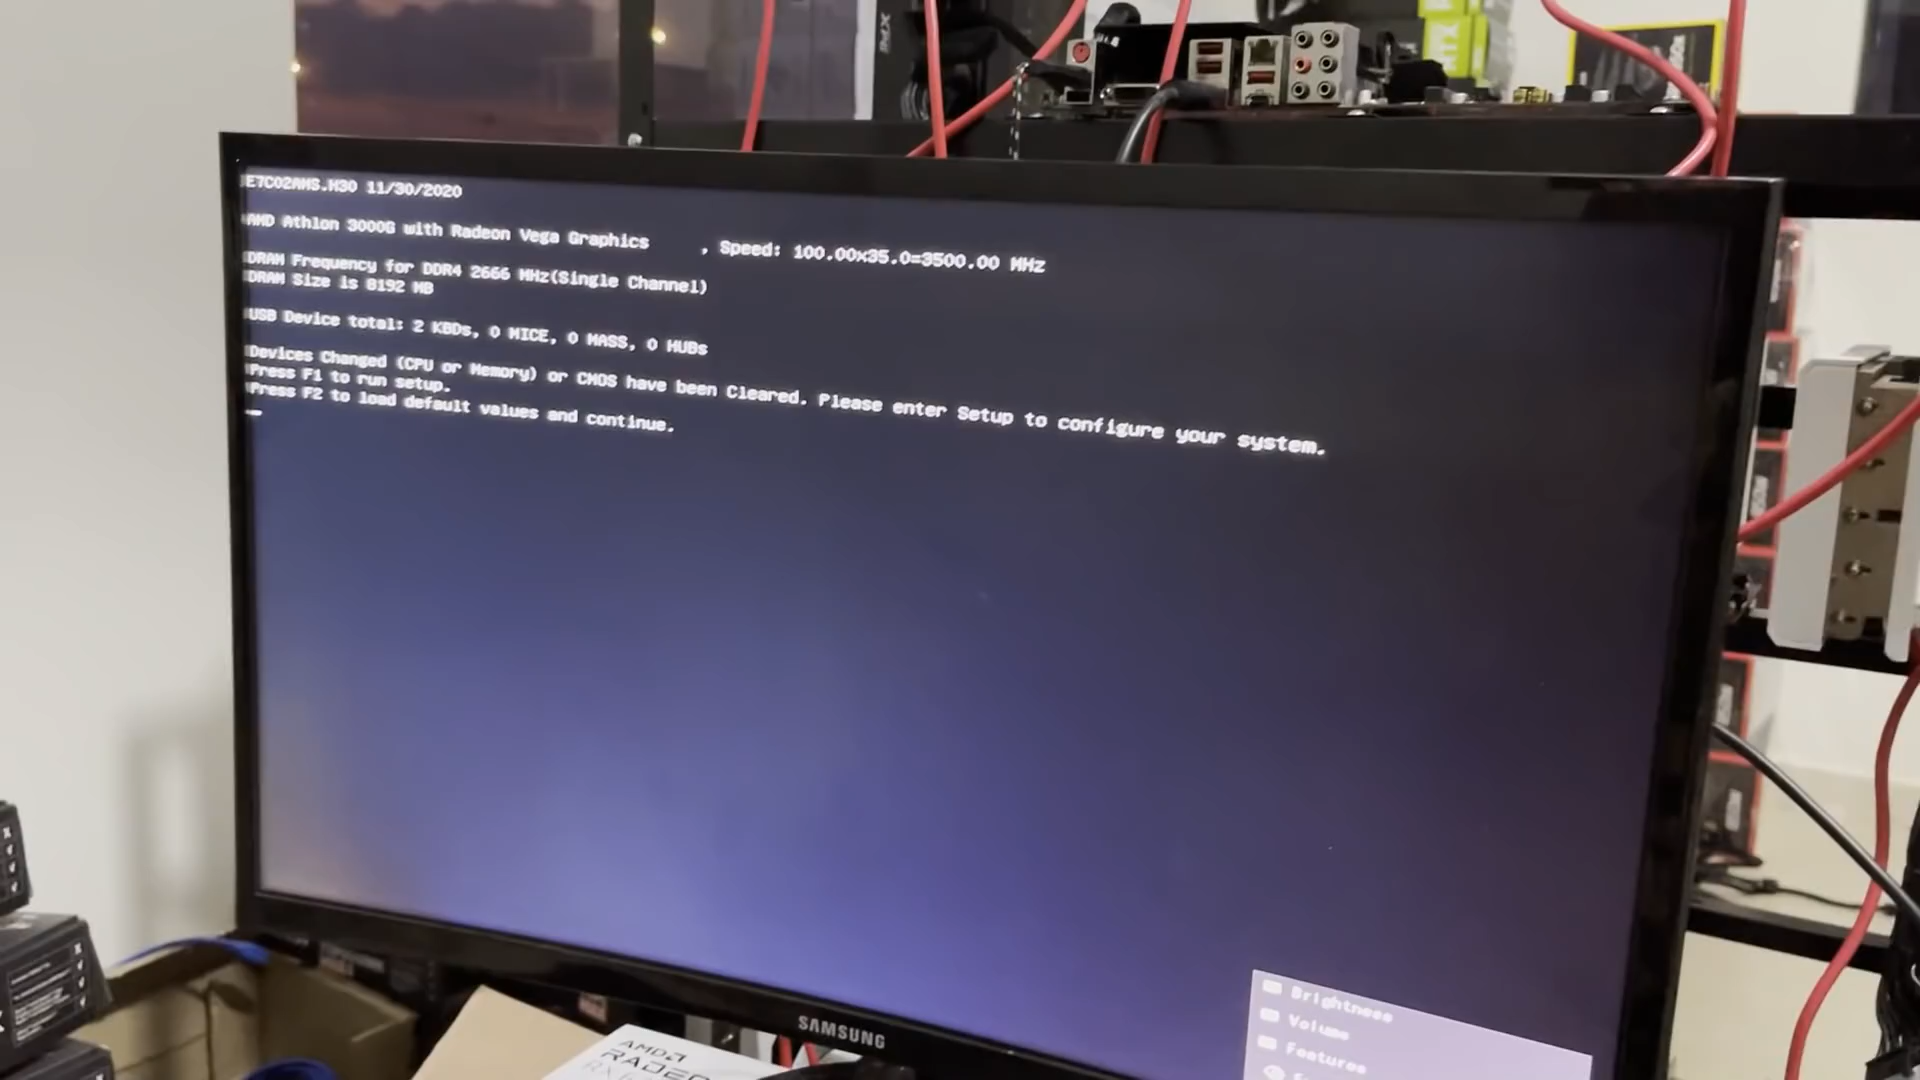 E7C02AMS.H30 11/30/2020
AMD Athlon 3000G with Radeon Vega Graphics , Speed: 100.00x35.0=3500.00 MHz
DRAM Frequency for DDR4 2666 MHz(Single Channel)
DRAM Size is 8192 MB
USB Device total: 2 KBDs, 0 MICE, 0 MASS, 0 HUBs
Devices Changed (CPU or Memory) or CMOS have been Cleared. Please enter Setup to configure your system.
Press F1 to run setup.
Press F2 to load default values and continue.
Brightness
Volume
Features
SAMSUNG
AMD
RADEON